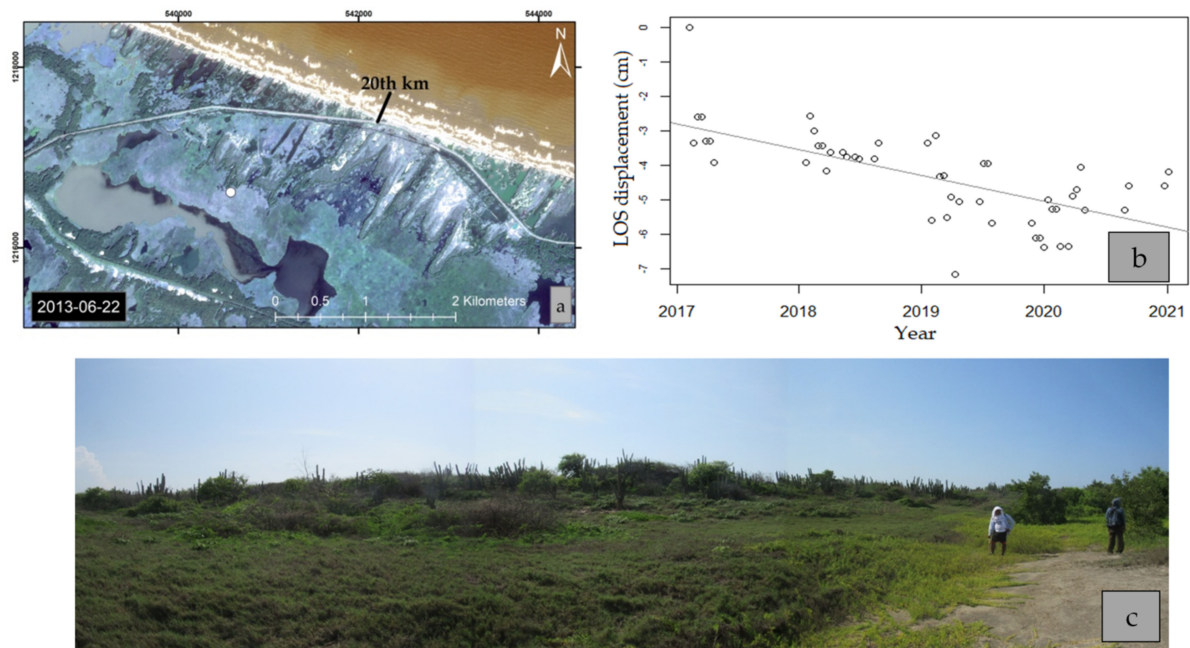 540000 542000 544000
1218000
1216000
N
20th km
0 0.5 1 2 Kilometers
2013-06-22
a
LOS displacement (cm)
0
-1
-2
-3
-4
-5
-6
-7
2017 2018 2019 2020 2021
Year
b
c